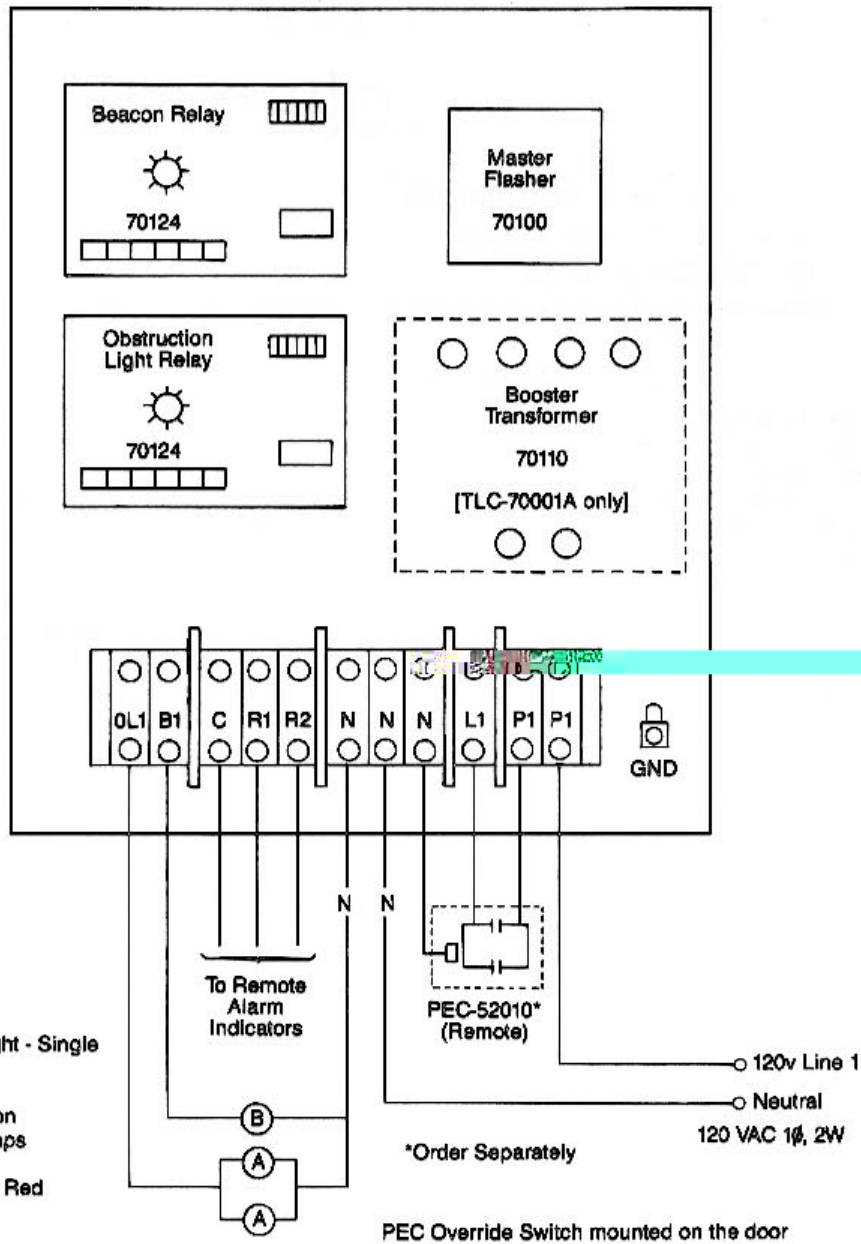 Beacon Relay
70124
Master
Flasher
70100
Obstruction
Light Relay
70124
Booster
Transformer
70110
[TLC-70001A only]
0L1 B1 C R1 R2 N N N L1 P1 P1
GND
N N
To Remote
Alarm
Indicators
PEC-52010*
(Remote)
ht - Single
on
ps
Red
B
A
A
*Order Separately
120v Line 1
Neutral
120 VAC 1ø, 2W
PEC Override Switch mounted on the door